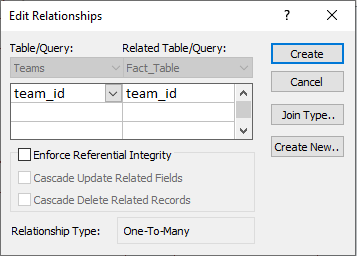 Edit Relationships
Table/Query: Related Table/Query:
Teams Fact_Table
team_id team_id
Create
Cancel
Join Type..
Create New..
Enforce Referential Integrity
Cascade Update Related Fields
Cascade Delete Related Records
Relationship Type: One-To-Many